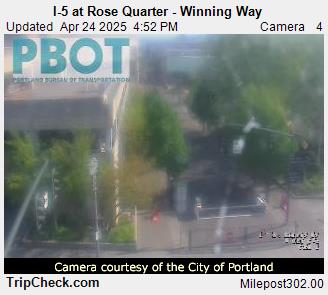 I-5 at Rose Quarter - Winning Way
Updated Apr 24 2025 4:52 PM Camera 4
PBOT
PORTLAND BUREAU OF TRANSPORTATION
Camera courtesy of the City of Portland
TripCheck.com Milepost302.00